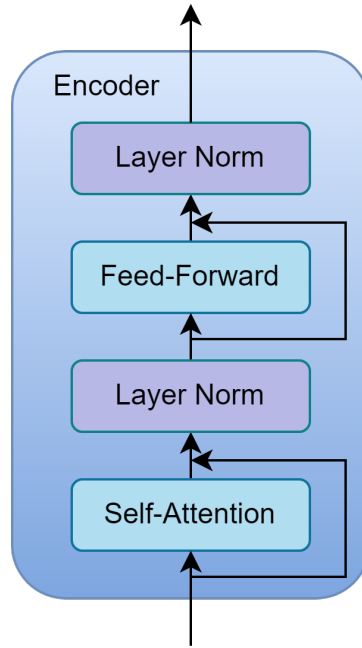 Encoder
Layer Norm
Feed-Forward
Layer Norm
Self-Attention